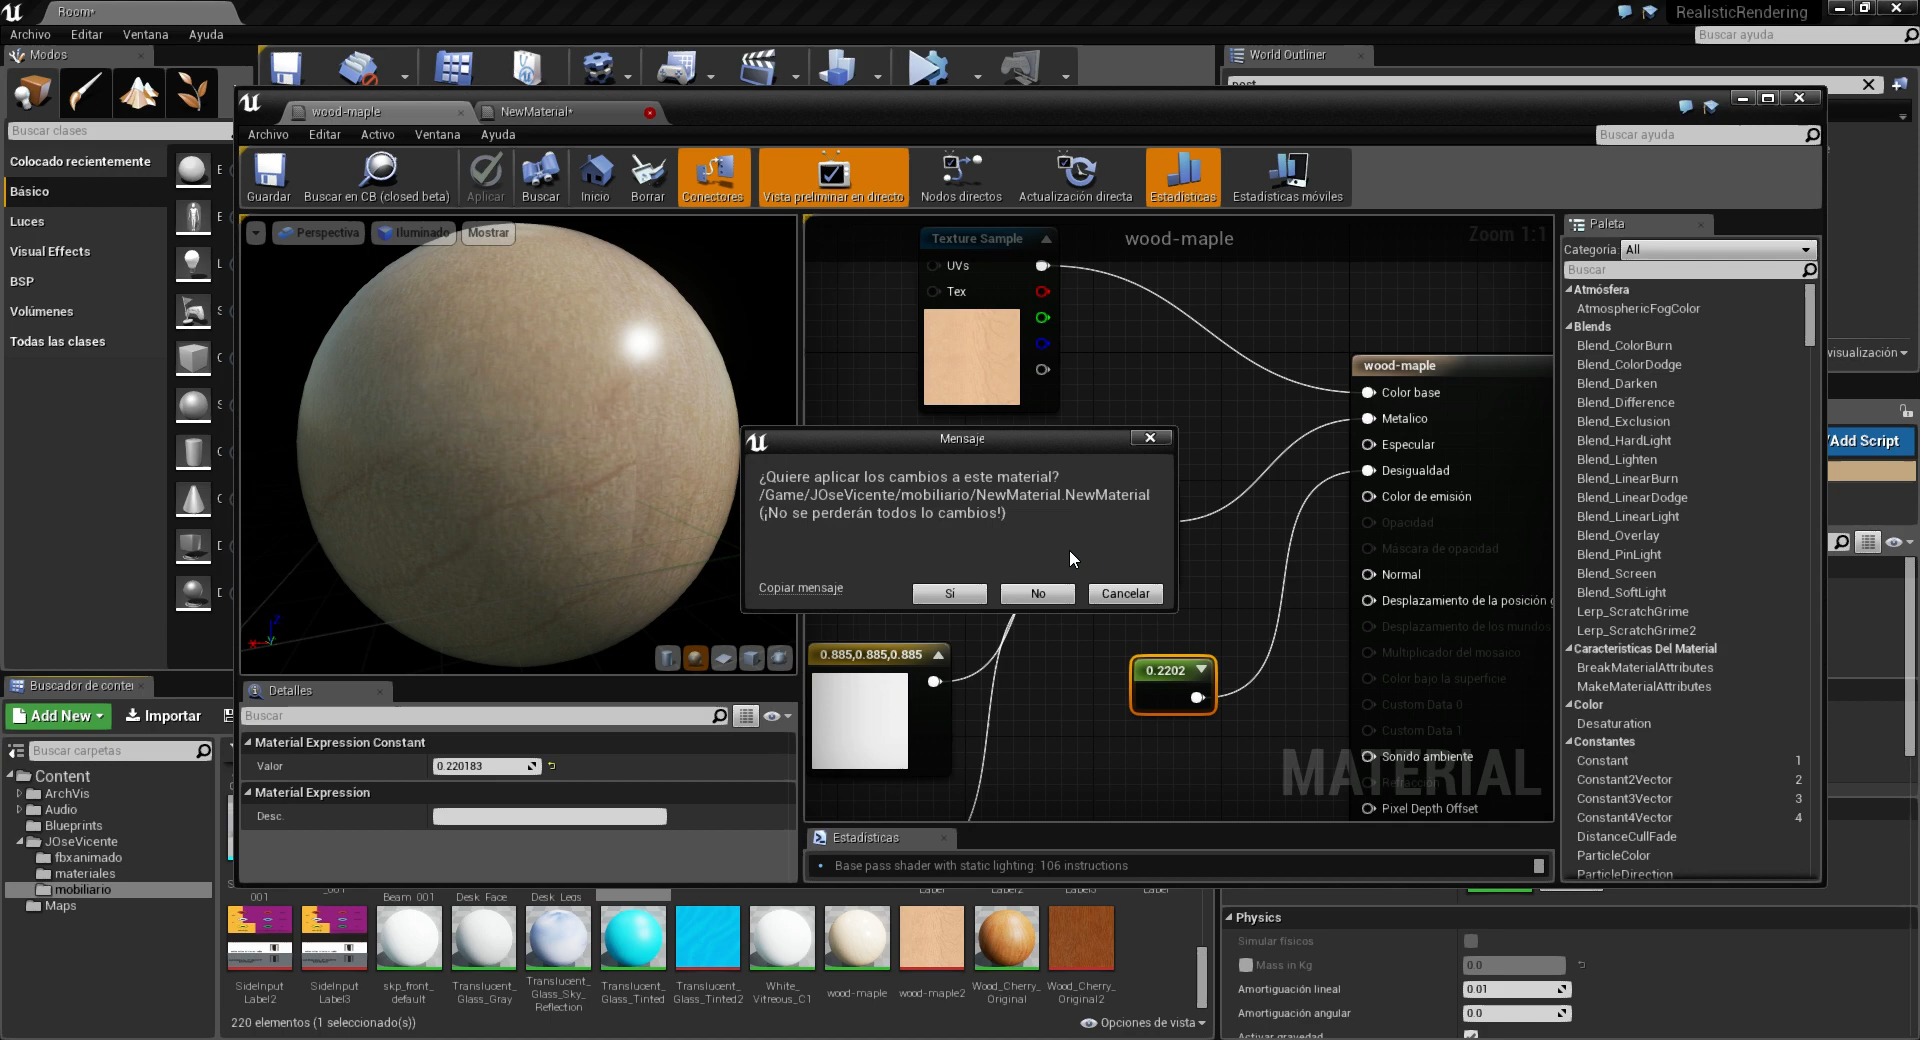 Room*
RealisticRendering
Archivo
Editar
Ventana
Ayuda
Buscar ayuda
Modos
World Outliner
Buscar clases
Colocado recientemente
Básico
Luces
Visual Effects
BSP
Volúmenes
Todas las clases
wood-maple
NewMaterial*
Archivo
Editar
Activo
Ventana
Ayuda
Buscar ayuda
Guardar
Buscar en CB (closed beta)
Aplicar
Buscar
Inicio
Borrar
Conectores
Vista preliminar en directo
Nodos directos
Actualización directa
Estadísticas
Estadísticas móviles
Perspectiva
Iluminado
Mostrar
Texture Sample
UVs
Tex
wood-maple
Zoom 1:1
wood-maple
Color base
Metalico
Especular
Desigualdad
Color de emisión
Opacidad
Máscara de opacidad
Normal
Desplazamiento de la posición g
Desplazamiento de los mundos
Multiplicador del mosaico
Color bajo la superficie
Custom Data 0
Custom Data 1
Sonido ambiente
Refracción
Pixel Depth Offset
MATERIAL
0.885,0.885,0.885
0.2202
Mensaje
¿Quiere aplicar los cambios a este material?
/Game/JOseVicente/mobiliario/NewMaterial.NewMaterial
(¡No se perderán todos lo cambios!)
Copiar mensaje
Sí
No
Cancelar
Paleta
Categoría
All
Buscar
Atmósfera
AtmosphericFogColor
Blends
Blend_ColorBurn
Blend_ColorDodge
Blend_Darken
Blend_Difference
Blend_Exclusion
Blend_HardLight
Blend_Lighten
Blend_LinearBurn
Blend_LinearDodge
Blend_LinearLight
Blend_Overlay
Blend_PinLight
Blend_Screen
Blend_SoftLight
Lerp_ScratchGrime
Lerp_ScratchGrime2
Características Del Material
BreakMaterialAttributes
MakeMaterialAttributes
Color
Desaturation
Constantes
Constant 1
Constant2Vector 2
Constant3Vector 3
Constant4Vector 4
DistanceCullFade
ParticleColor
ParticleDirection
visualización
/Add Script
Detalles
Buscar
Material Expression Constant
Valor
0.220183
Material Expression
Desc.
Estadísticas
Base pass shader with static lighting: 106 instructions
Buscador de conter
Add New
Importar
Buscar carpetas
Content
ArchVis
Audio
Blueprints
JOseVicente
fbxanimado
materiales
mobiliario
Maps
001
Beam_001
Desk_Face
Desk_Legs
Label
Label2
Label3
Label
SideInput
Label2
SideInput
Label3
skp_front_
default
Translucent_
Glass_Gray
Translucent_
Glass_Sky_
Reflection
Translucent_
Glass_Tinted
Translucent_
Glass_Tinted2
White_
Vitreous_C1
wood-maple
wood-maple2
Wood_Cherry_
Original
Wood_Cherry_
Original2
220 elementos (1 seleccionado(s))
Opciones de vista
Physics
Simular físicos
Mass in Kg
0.0
Amortiguación lineal
0.01
Amortiguación angular
0.0
Activar gravedad